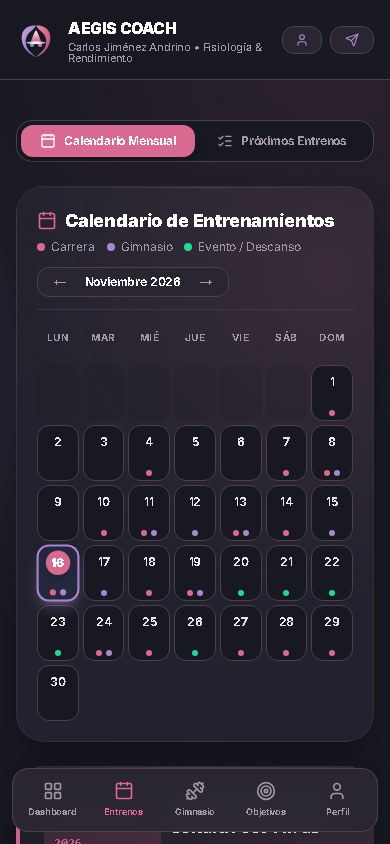 AEGIS COACH
Carlos Jiménez Andrino • Fisiología &
Rendimiento
Calendario Mensual
Próximos Entrenos
Calendario de Entrenamientos
Carrera
Gimnasio
Evento / Descanso
← Noviembre 2026 →
LUN MAR MIÉ JUE VIE SÁB DOM
1
2 3 4 5 6 7 8
9 10 11 12 13 14 15
16 17 18 19 20 21 22
23 24 25 26 27 28 29
30
Dashboard Entrenos Gimnasio Objetivos Perfil
2026